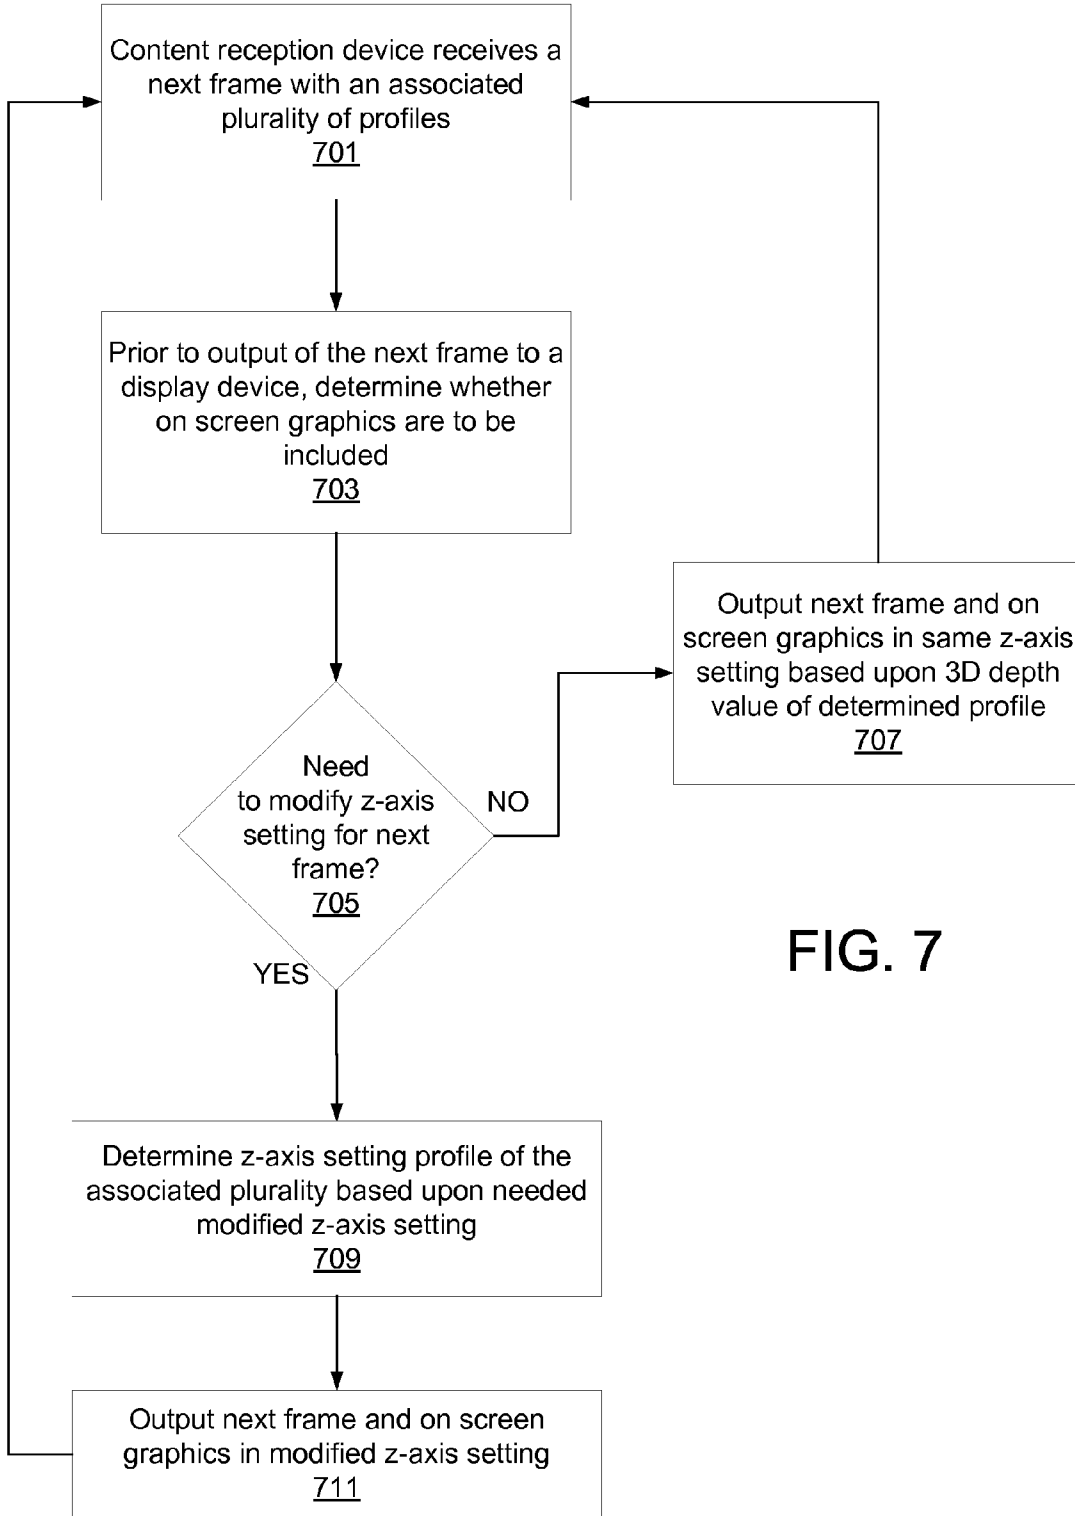 Content reception device receives a
next frame with an associated
plurality of profiles
701
Prior to output of the next frame to a
display device, determine whether
on screen graphics are to be
included
703
Need
to modify z-axis
setting for next
frame?
705
NO
YES
Output next frame and on
screen graphics in same z-axis
setting based upon 3D depth
value of determined profile
707
FIG. 7
Determine z-axis setting profile of the
associated plurality based upon needed
modified z-axis setting
709
Output next frame and on screen
graphics in modified z-axis setting
711